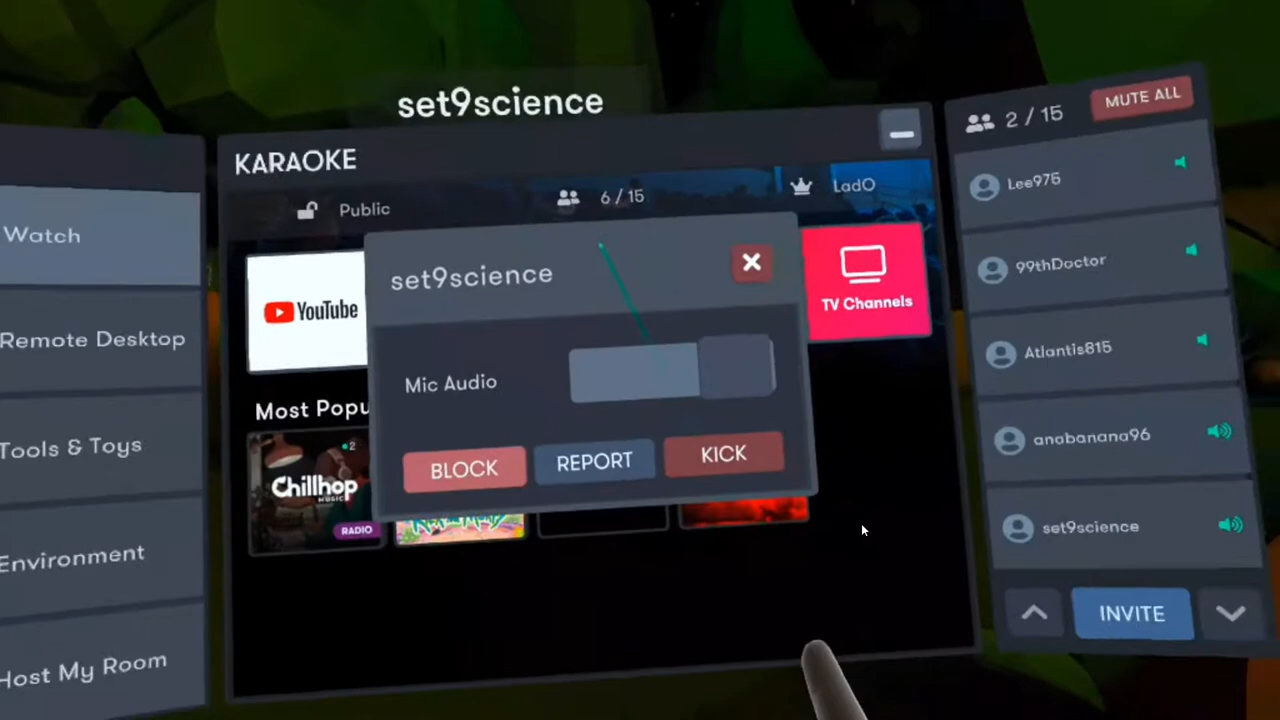 set9science
KARAOKE
Public
6 / 15
LadO
2 / 15
MUTE ALL
Watch
Remote Desktop
Tools & Toys
Environment
Host My Room
YouTube
TV Channels
Most Popu
2
Chillhop
MUSIC
RADIO
set9science
Mic Audio
BLOCK
REPORT
KICK
Lee975
99thDoctor
Atlantis815
anabanana96
set9science
INVITE